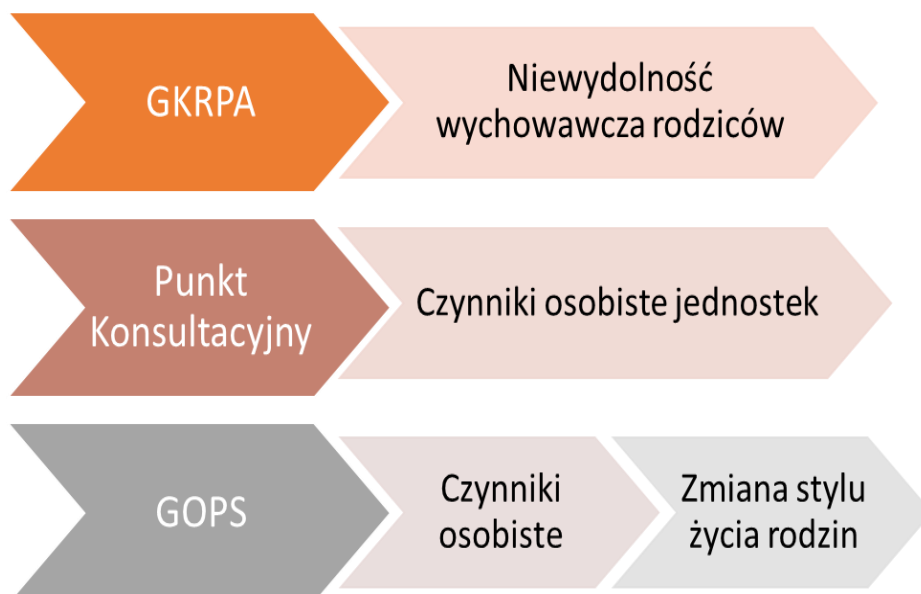 GKRPA
Niewydolność
wychowawcza rodziców
Punkt
Konsultacyjny
Czynniki osobiste jednostek
GOPS
Czynniki
osobiste
Zmiana stylu
życia rodzin